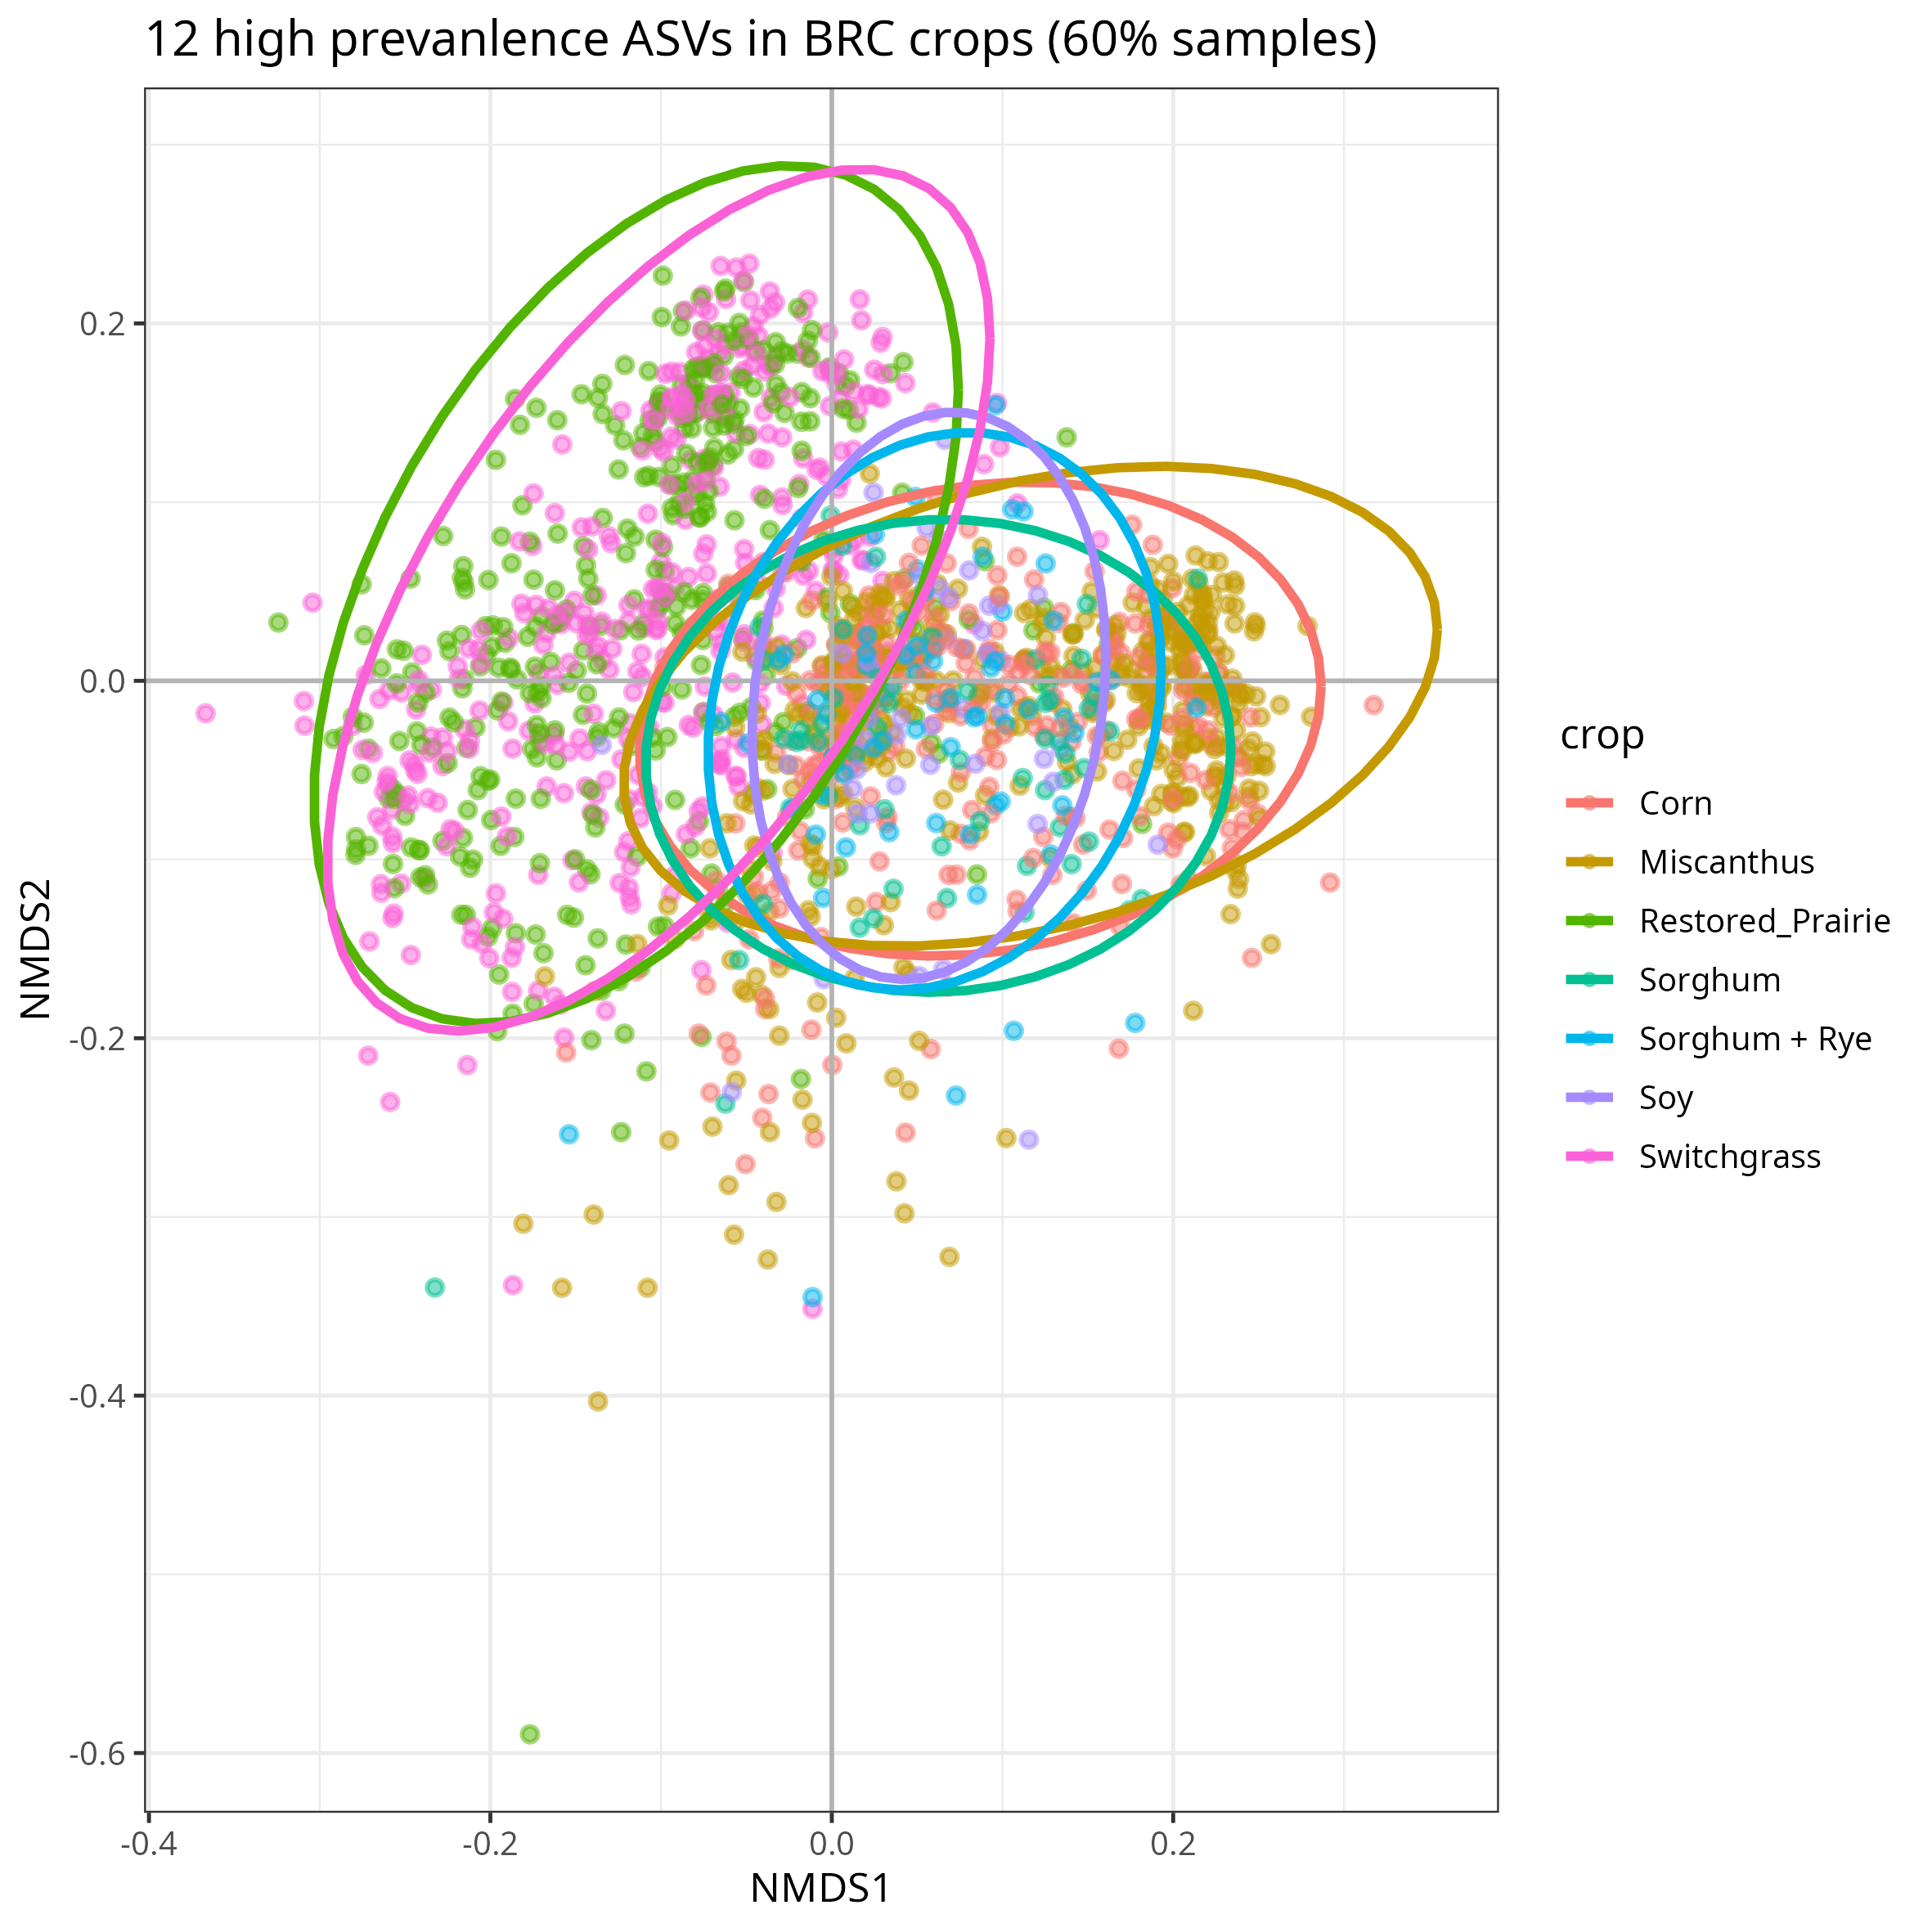 12 high prevanlence ASVs in BRC crops (60% samples)
NMDS2
0.2
0.0
-0.2
-0.4
-0.6
-0.4
-0.2
0.0
0.2
NMDS1
crop
Corn
Miscanthus
Restored_Prairie
Sorghum
Sorghum + Rye
Soy
Switchgrass